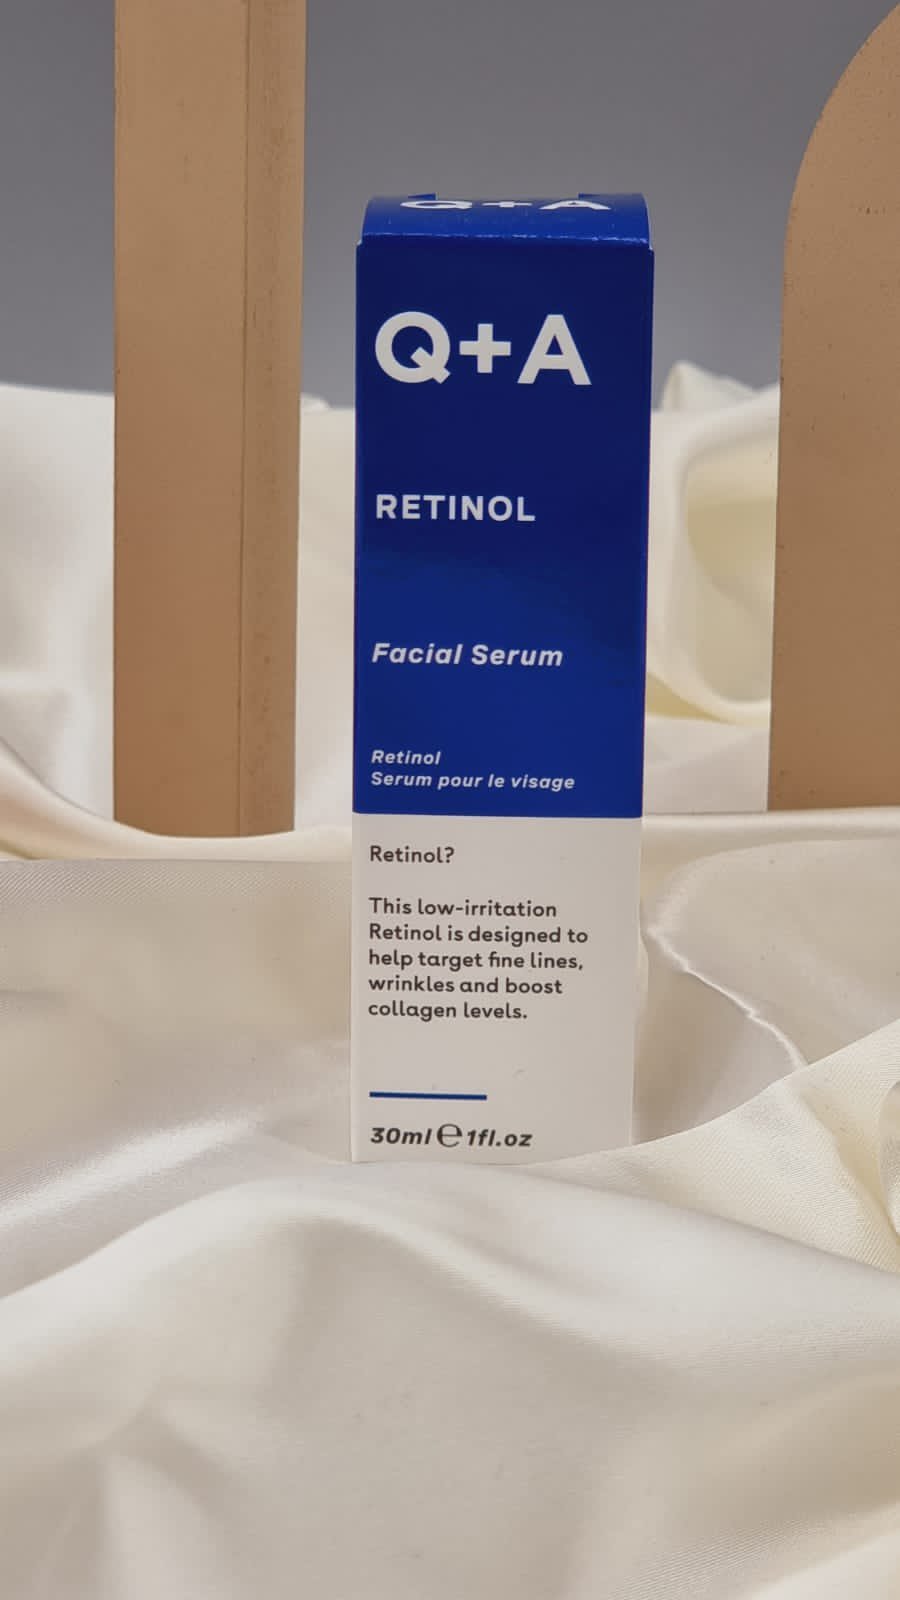 Q+A
Q+A
RETINOL
Facial Serum
Retinol
Serum pour le visage
Retinol?
This low-irritation
Retinol is designed to
help target fine lines,
wrinkles and boost
collagen levels.
30ml℮1fl.oz